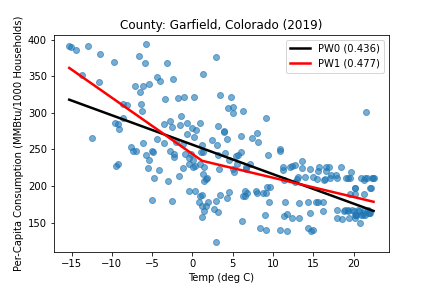 County: Garfield, Colorado (2019)
PW0 (0.436)
PW1 (0.477)
Per-Capita Consumption (MMBtu/1000 Households)
400
350
300
250
200
150
−15 −10 −5 0 5 10 15 20
Temp (deg C)